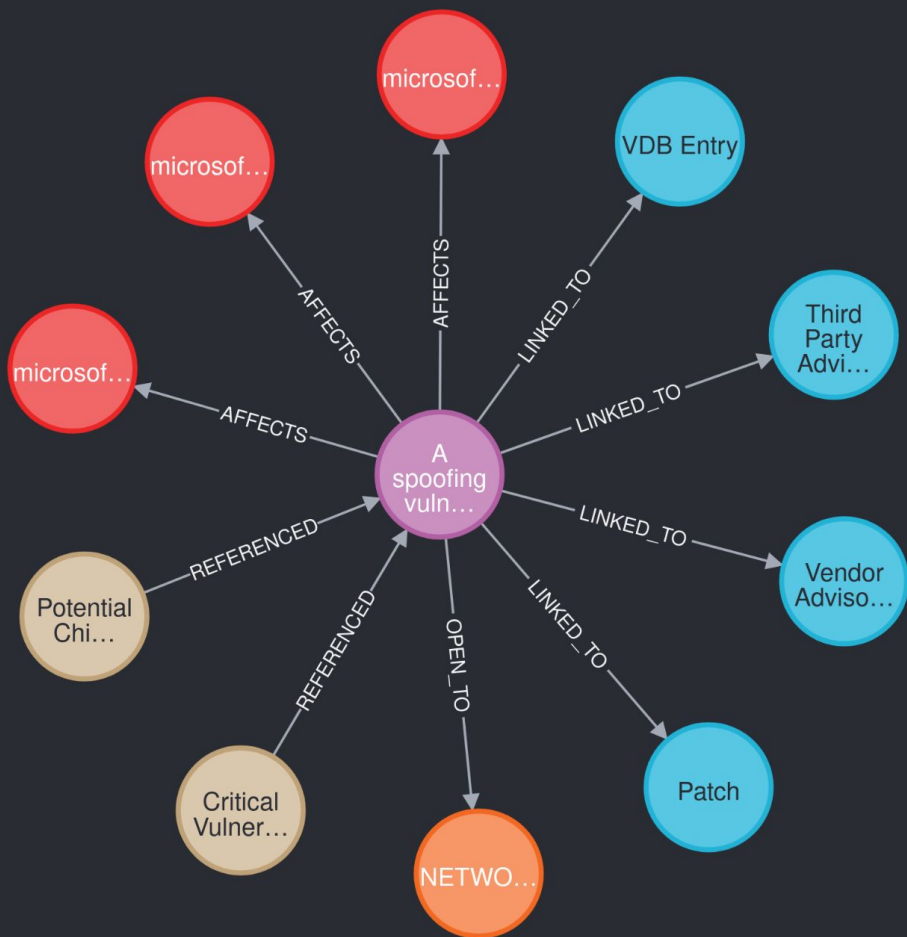 microsof…
VDB Entry
microsof…
AFFECTS
LINKED_TO
AFFECTS
Third
Party
Advi…
microsof…
LINKED_TO
AFFECTS
A
spoofing
vuln…
LINKED_TO
REFERENCED
Vendor
Adviso…
Potential
Chi…
LINKED_TO
REFERENCED
OPEN_TO
Critical
Vulner…
Patch
NETWO…